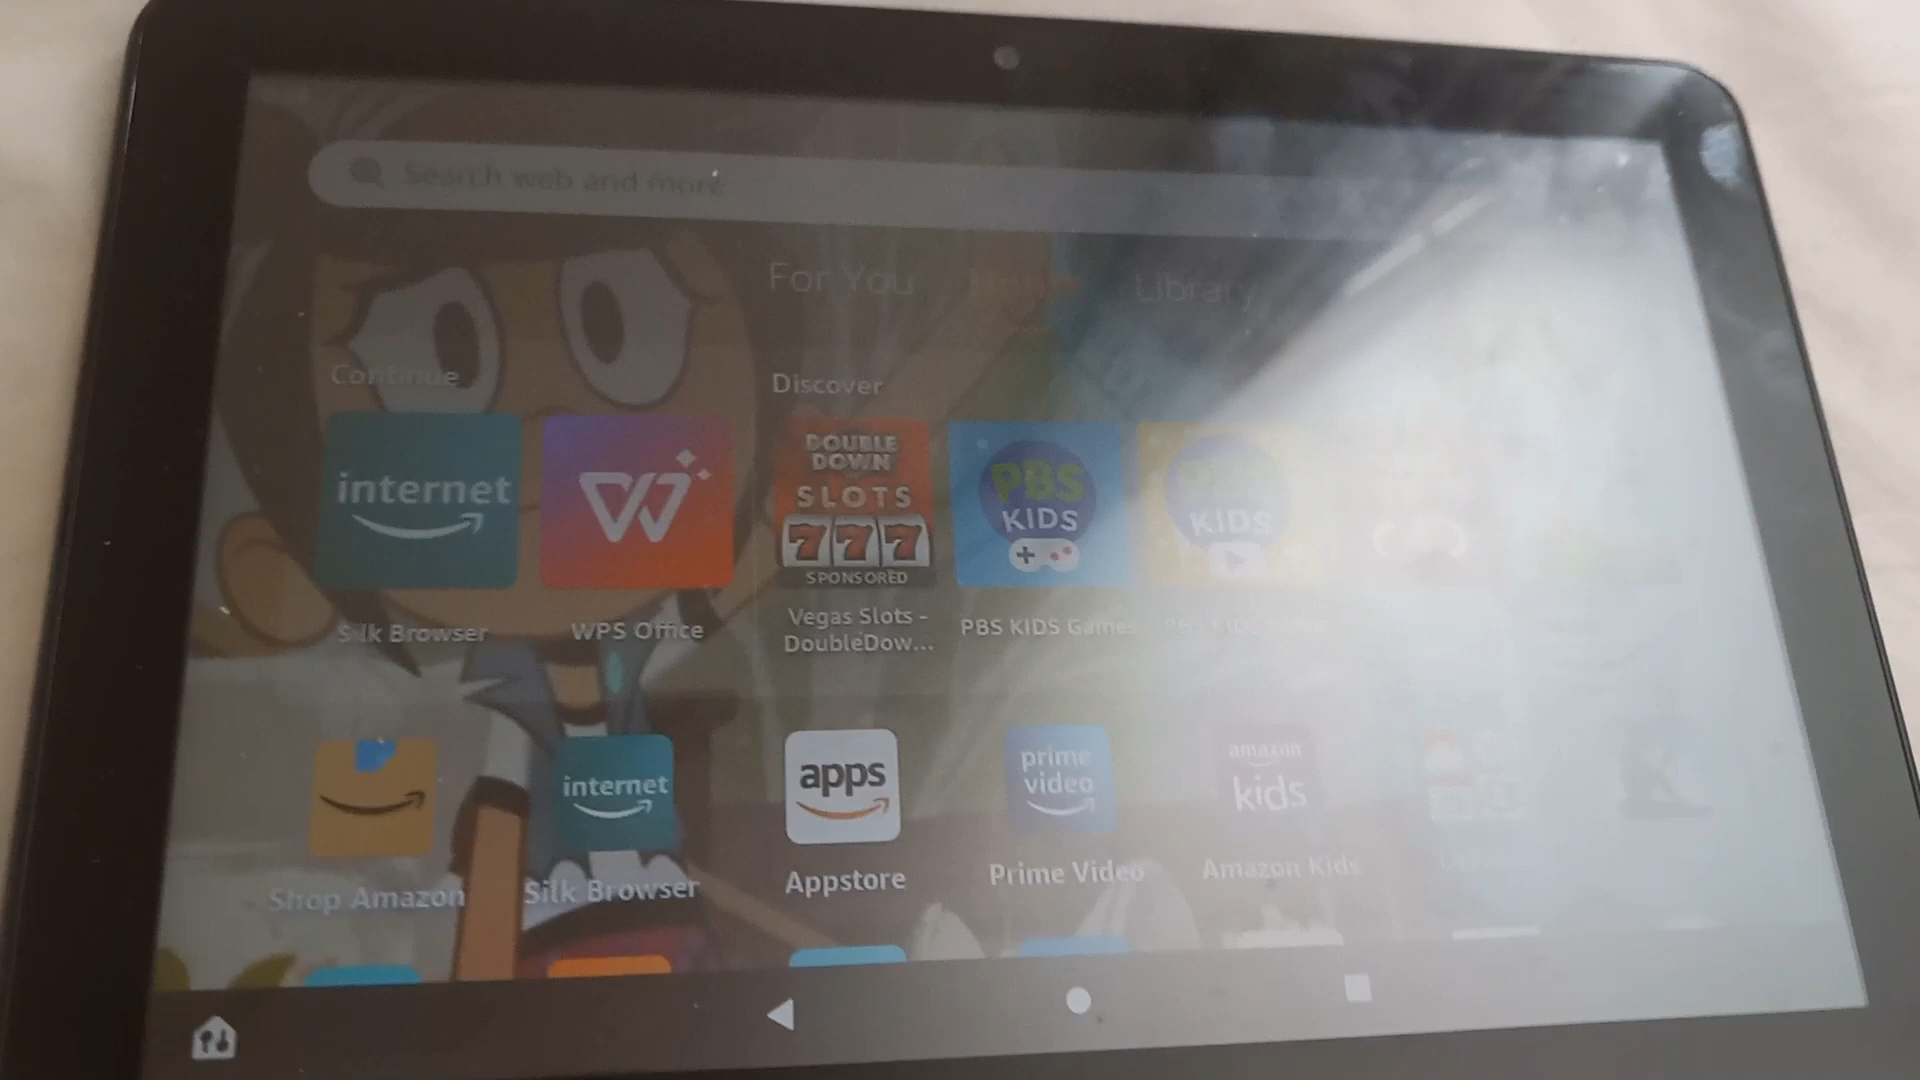 Search web and more
For You Home Library
Continue
Discover
internet
DOUBLE
DOWN
SLOTS
777
SPONSORED
PBS
KIDS
KIDS
Silk Browser
WPS Office
Vegas Slots -
DoubleDow...
PBS KIDS Games
internet
apps
prime
video
amazon
kids
Shop Amazon
Silk Browser
Appstore
Prime Video
Amazon Kids